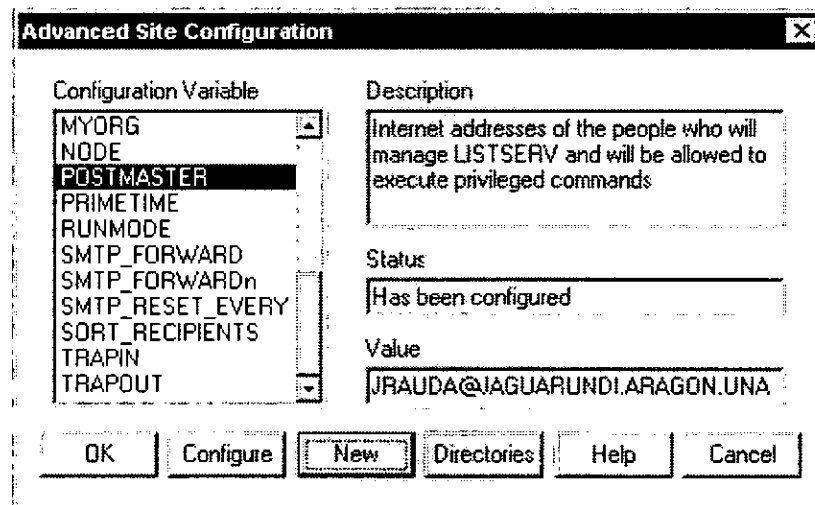 Advanced Site Configuration
Configuration Variable
MYORG
NODE
POSTMASTER
PRIMETIME
RUNMODE
SMTP_FORWARD
SMTP_FORWARDn
SMTP_RESET_EVERY
SORT_RECIPIENTS
TRAPIN
TRAPOUT
Description
Internet addresses of the people who will
manage LISTSERV and will be allowed to
execute privileged commands
Status
Has been configured
Value
JRAUDA@JAGUARUNDI.ARAGON.UNA
OK
Configure
New
Directories
Help
Cancel